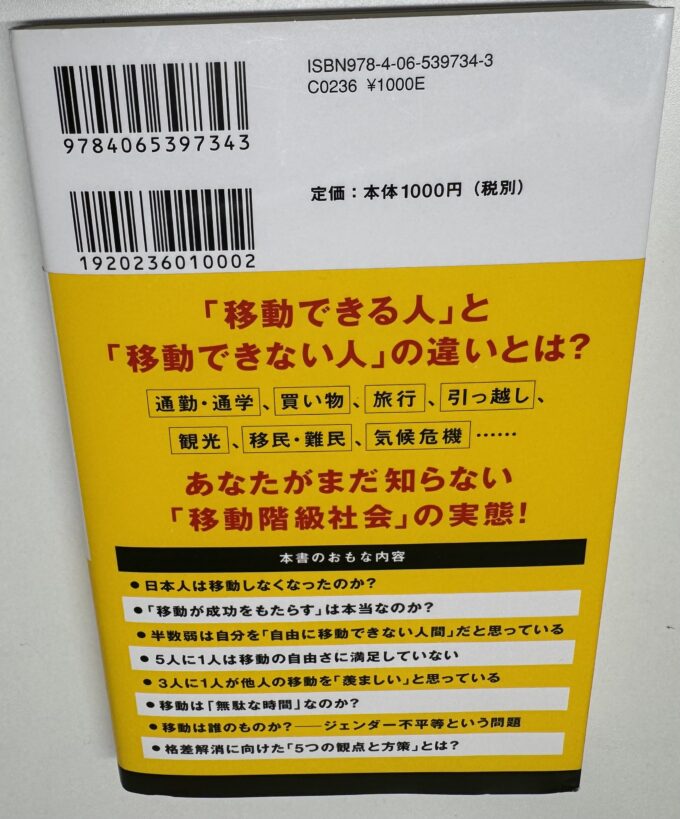 ISBN978-4-06-539734-3
C0236 ¥1000E
9784065397343
定価：本体1000円（税別）
1920236010002
「移動できる人」と
「移動できない人」の違いとは？
通勤・通学、買い物、旅行、引っ越し、
観光、移民・難民、気候危機……
あなたがまだ知らない
「移動階級社会」の実態！
本書のおもな内容
●日本人は移動しなくなったのか？
●「移動が成功をもたらす」は本当なのか？
●半数弱は自分を「自由に移動できない人間」だと思っている
●5人に1人は移動の自由さに満足していない
●3人に1人が他人の移動を「羨ましい」と思っている
●移動は「無駄な時間」なのか？
●移動は誰のものか？――ジェンダー不平等という問題
●格差解消に向けた「5つの観点と方策」とは？